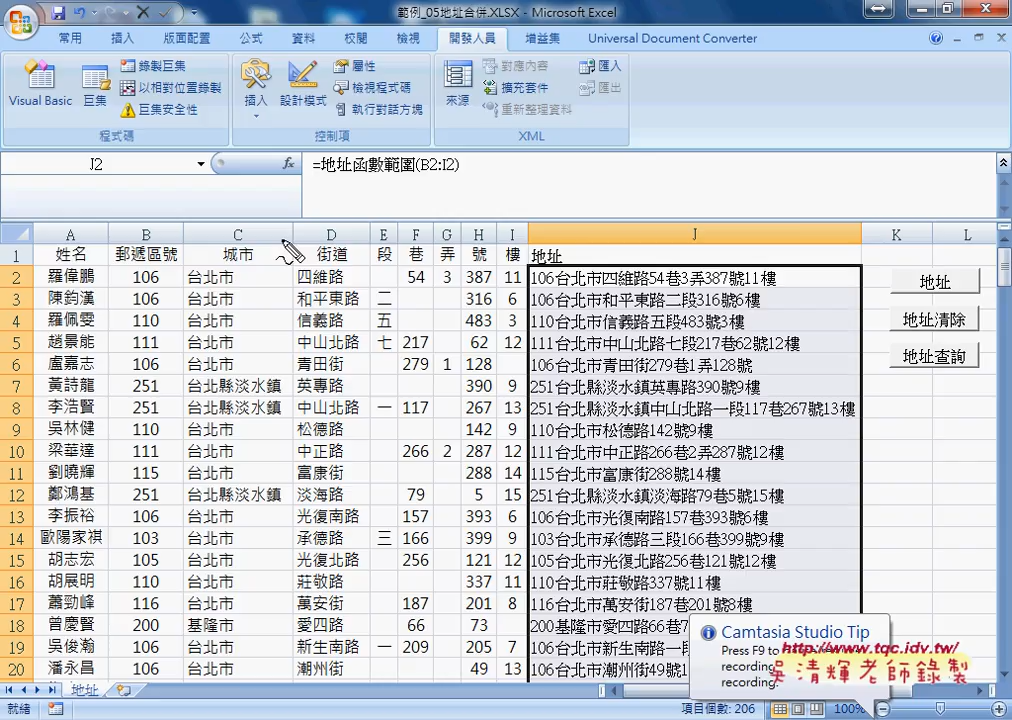 範例_05地址合併.XLSX - Microsoft Excel
常用 插入 版面配置 公式 資料 校閱 檢視 開發人員 增益集 Universal Document Converter
Visual Basic 巨集 錄製巨集 以相對位置錄製 巨集安全性 程式碼
插入 設計模式 屬性 檢視程式碼 執行對話方塊 控制項
來源 對應內容 擴充套件 重新整理資料 匯入 匯出 XML
J2 fx =地址函數範圍(B2:I2)
A B C D E F G H I J K L
1 姓名 郵遞區號 城市 街道 段 巷 弄 號 樓 地址
2 羅偉鵬 106 台北市 四維路 54 3 387 11 106台北市四維路54巷3弄387號11樓 地址
3 陳鈞漢 106 台北市 和平東路 二 316 6 106台北市和平東路二段316號6樓
4 羅佩雯 110 台北市 信義路 五 483 3 110台北市信義路五段483號3樓 地址清除
5 趙景能 111 台北市 中山北路 七 217 62 12 111台北市中山北路七段217巷62號12樓
6 盧嘉志 106 台北市 青田街 279 1 128 106台北市青田街279巷1弄128號 地址查詢
7 黃詩龍 251 台北縣淡水鎮 英專路 390 9 251台北縣淡水鎮英專路390號9樓
8 李浩賢 251 台北縣淡水鎮 中山北路 一 117 267 13 251台北縣淡水鎮中山北路一段117巷267號13樓
9 吳林健 110 台北市 松德路 142 9 110台北市松德路142號9樓
10 梁華達 111 台北市 中正路 266 2 287 12 111台北市中正路266巷2弄287號12樓
11 劉曉輝 115 台北市 富康街 288 14 115台北市富康街288號14樓
12 鄭鴻基 251 台北縣淡水鎮 淡海路 79 5 15 251台北縣淡水鎮淡海路79巷5號15樓
13 李振裕 106 台北市 光復南路 157 393 6 106台北市光復南路157巷393號6樓
14 歐陽家祺 103 台北市 承德路 三 166 399 9 103台北市承德路三段166巷399號9樓
15 胡志宏 105 台北市 光復北路 256 121 12 105台北市光復北路256巷121號12樓
16 胡展明 110 台北市 莊敬路 337 11 110台北市莊敬路337號11樓
17 蕭勁峰 116 台北市 萬安街 187 201 8 116台北市萬安街187巷201號8樓
18 曾慶賢 200 基隆市 愛四路 66 73 200基隆市愛四路66巷7
19 吳俊瀚 106 台北市 新生南路 一 209 205 7 106台北市新生南路一段
20 潘永昌 106 台北市 潮州街 49 13 106台北市潮州街49號1
Camtasia Studio Tip
Press F9 to
recording
recording.
http://www.tqc.idv.tw/
吳清輝老師錄製
地址
就緒 項目個數: 206 100%